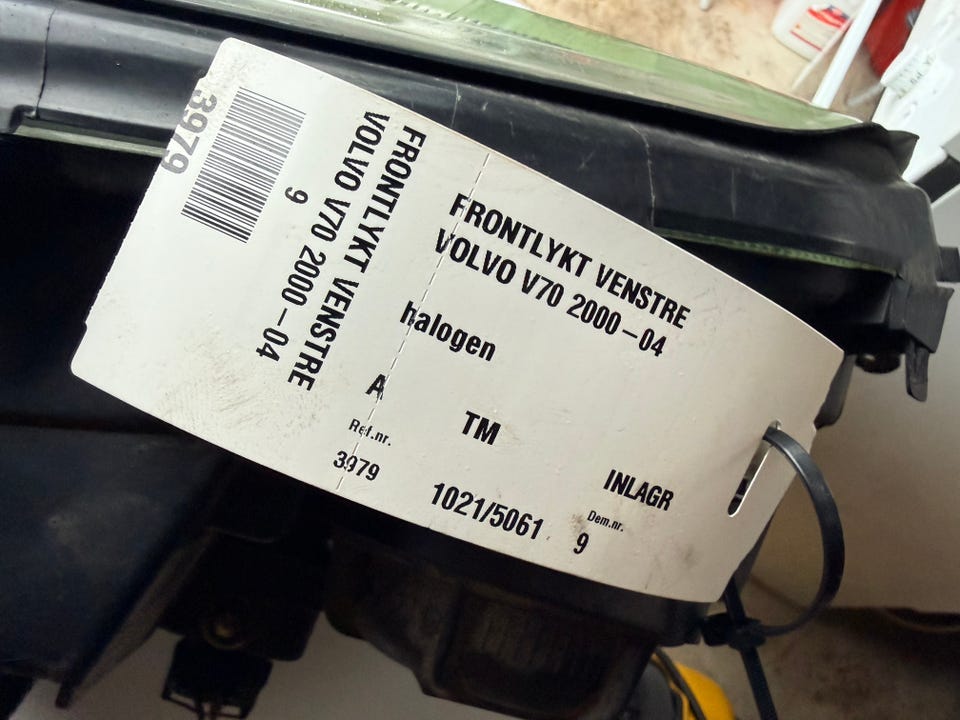 3979
9
FRONTLYKT VENSTRE
VOLVO V70 2000-04
FRONTLYKT VENSTRE
VOLVO V70 2000-04
halogen
A
TM
Ref.nr.
3979
INLAGR
1021/5061
Dem.nr.
9